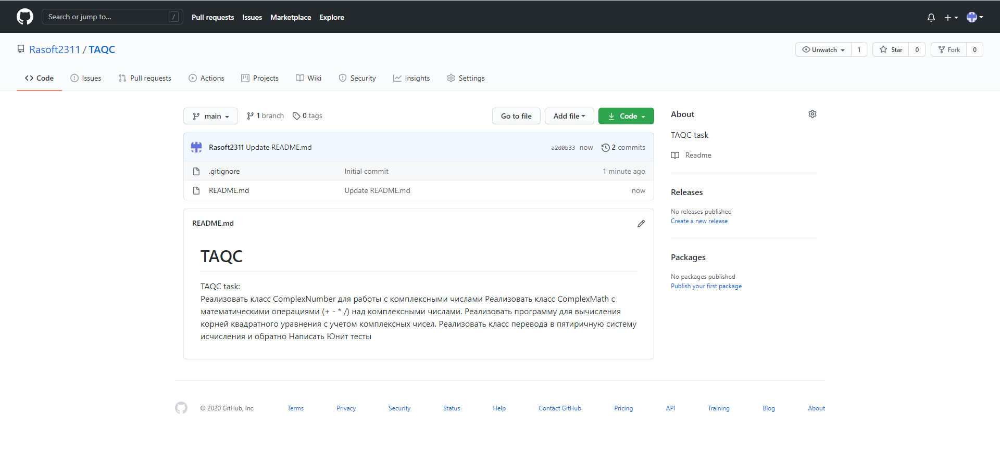 Search or jump to... /
Pull requests Issues Marketplace Explore
Rasoft2311 / TAQC
Unwatch 1 Star 0 Fork 0
Code Issues Pull requests Actions Projects Wiki Security Insights Settings
main 1 branch 0 tags Go to file Add file Code
Rasoft2311 Update README.md a2d0b33 now 2 commits
.gitignore Initial commit 1 minute ago
README.md Update README.md now
README.md
TAQC
TAQC task:
Реализовать класс ComplexNumber для работы с комплексными числами Реализовать класс ComplexMath с
математическими операциями (+ - * /) над комплексными числами. Реализовать программу для вычисления
корней квадратного уравнения с учетом комплексных чисел. Реализовать класс перевода в пятиричную систему
исчисления и обратно Написать Юнит тесты
About
TAQC task
Readme
Releases
No releases published
Create a new release
Packages
No packages published
Publish your first package
© 2020 GitHub, Inc. Terms Privacy Security Status Help Contact GitHub Pricing API Training Blog About